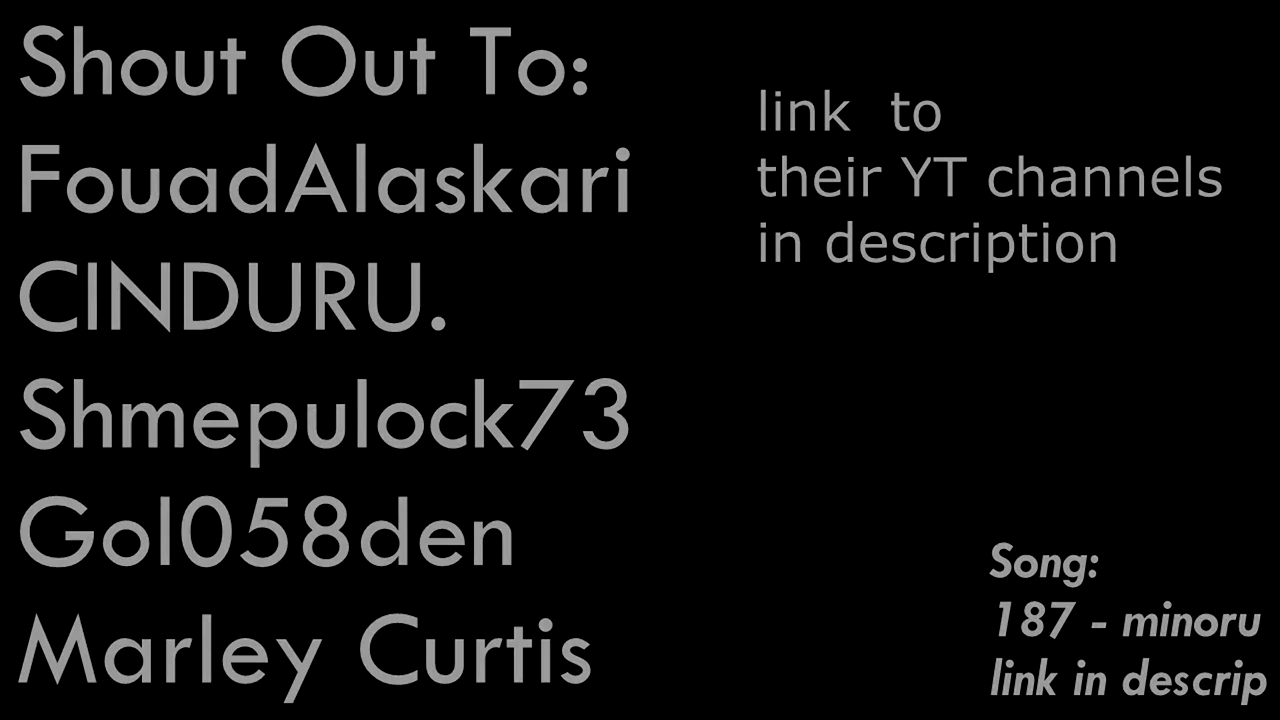 Shout Out To:
FouadAlaskari
CINDURU.
Shmepulock73
Gol058den
Marley Curtis
link to
their YT channels
in description
Song:
187 - minoru
link in descrip